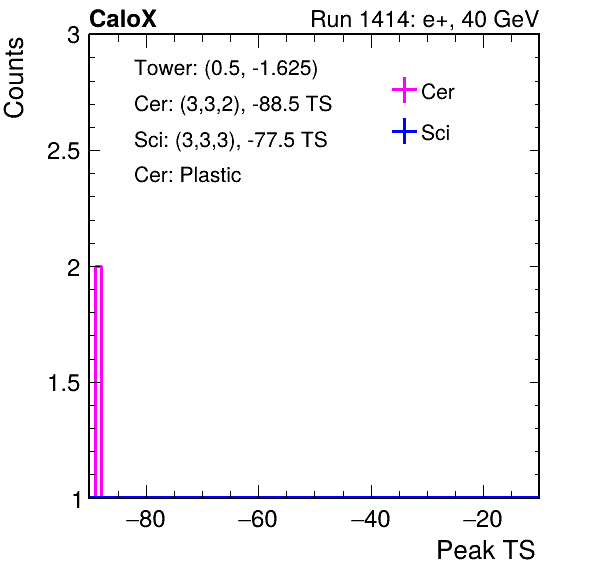 CaloX Run 1414: e+, 40 GeV
Counts
3
2.5
2
1.5
1
Tower: (0.5, -1.625)
Cer: (3,3,2), -88.5 TS
Sci: (3,3,3), -77.5 TS
Cer: Plastic
Cer
Sci
−80 −60 −40 −20
Peak TS